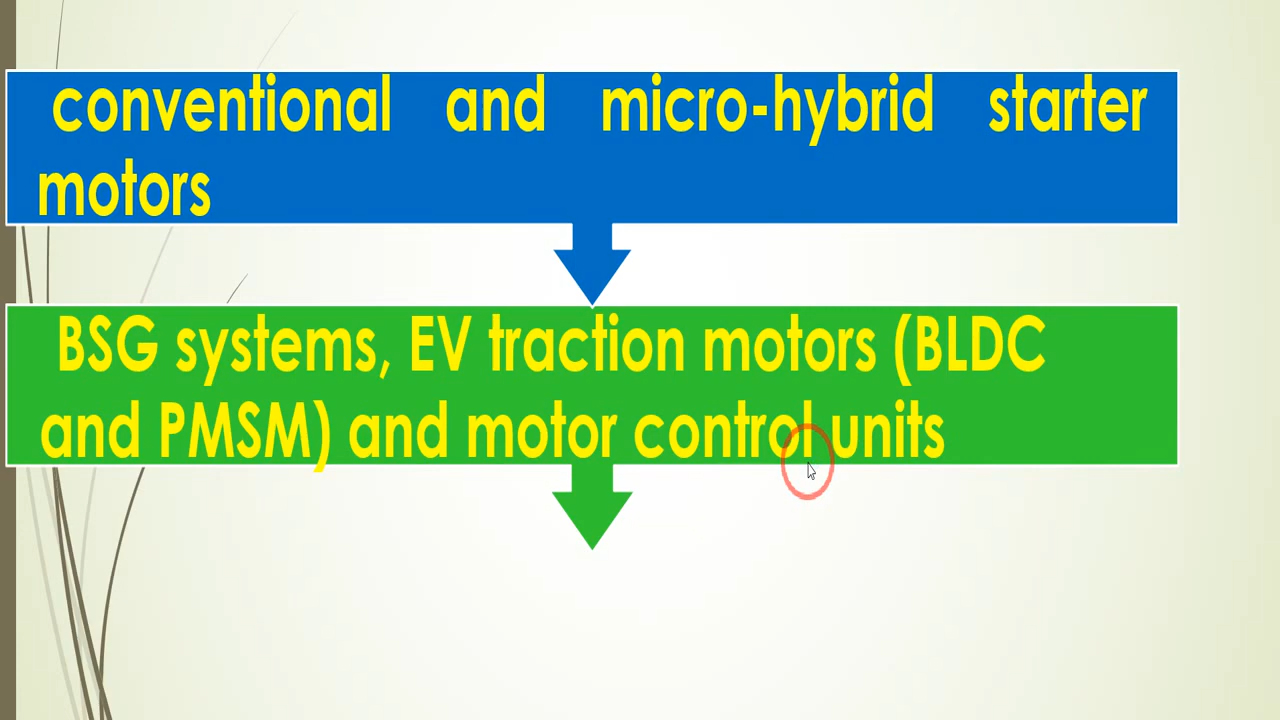 conventional and micro-hybrid starter
motors
BSG systems, EV traction motors (BLDC
and PMSM) and motor control units